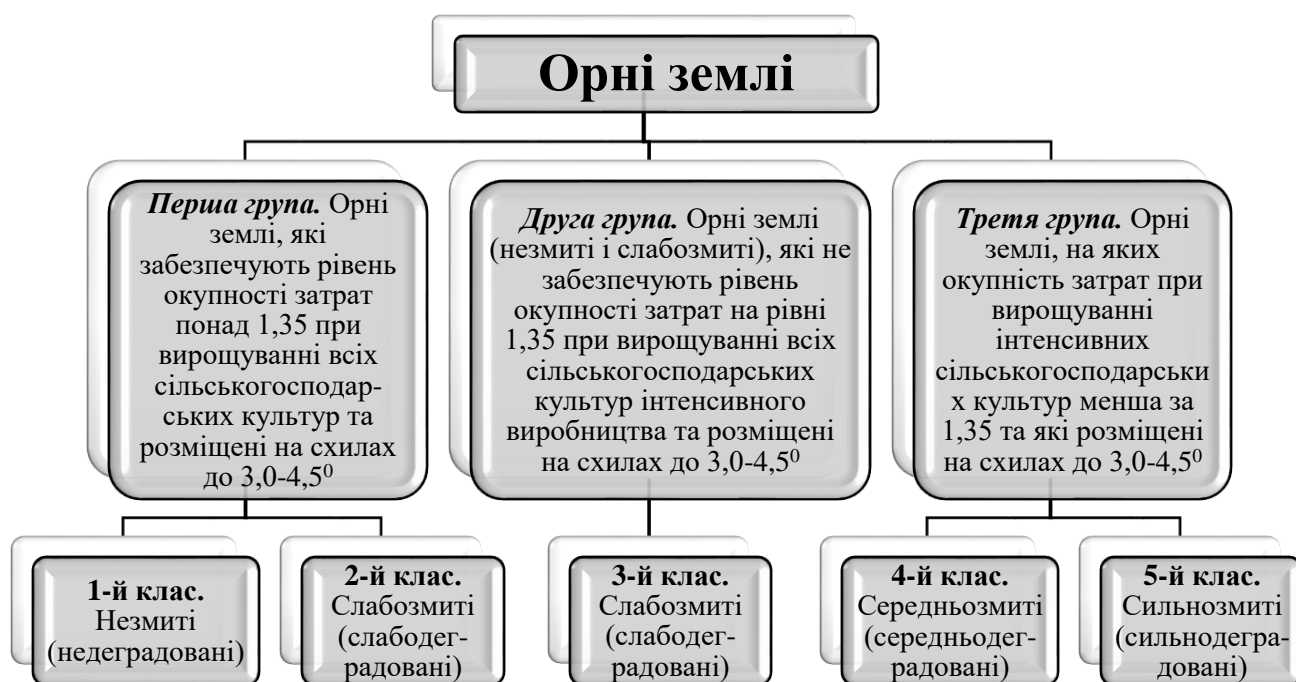 Орні землі
Перша група. Орні
землі, які
забезпечують рівень
окупності затрат
понад 1,35 при
вирощуванні всіх
сільськогосподар-
ських культур та
розміщені на схилах
до 3,0-4,5⁰
Друга група. Орні землі
(незмиті і слабозмиті), які не
забезпечують рівень
окупності затрат на рівні
1,35 при вирощуванні всіх
сільськогосподарських
культур інтенсивного
виробництва та розміщені
на схилах до 3,0-4,5⁰
Третя група. Орні
землі, на яких
окупність затрат при
вирощуванні
інтенсивних
сільськогосподарськи
х культур менша за
1,35 та які розміщені
на схилах до 3,0-4,5⁰
1-й клас.
Незмиті
(недеградовані)
2-й клас.
Слабозмиті
(слабодег-
радовані)
3-й клас.
Слабозмиті
(слабодег-
радовані)
4-й клас.
Середньозмиті
(середньодег-
радовані)
5-й клас.
Сильнозмиті
(сильнодегра-
довані)